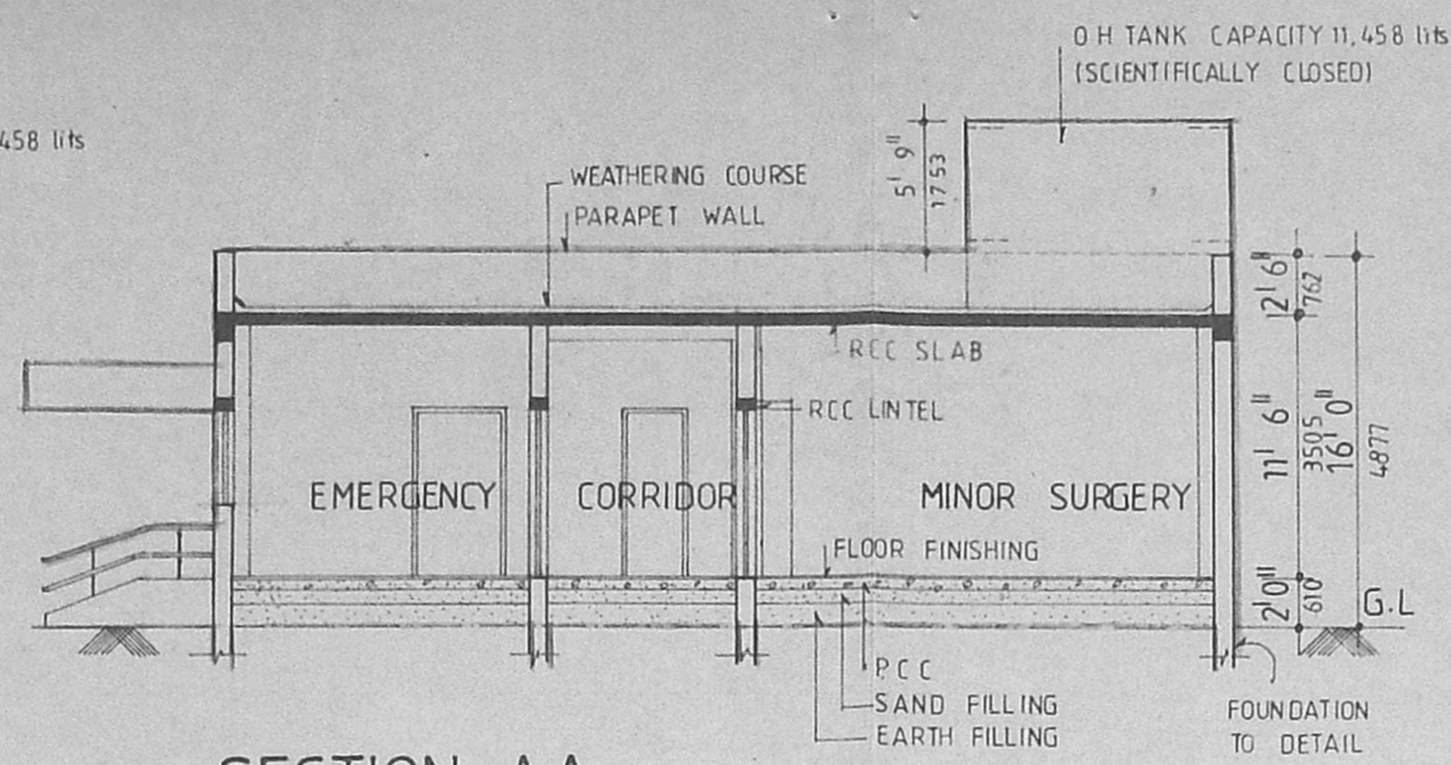 O H TANK CAPACITY 11,458 lits
(SCIENTIFICALLY CLOSED)
458 lits
5' 9"
1753
WEATHERING COURSE
PARAPET WALL
2' 6"
762
RCC SLAB
RCC LINTEL
11' 6"
3505
16' 0"
4877
EMERGENCY
CORRIDOR
MINOR SURGERY
FLOOR FINISHING
2'0"
610
G.L
P.C C
SAND FILLING
EARTH FILLING
FOUNDATION
TO DETAIL
SECTION A A